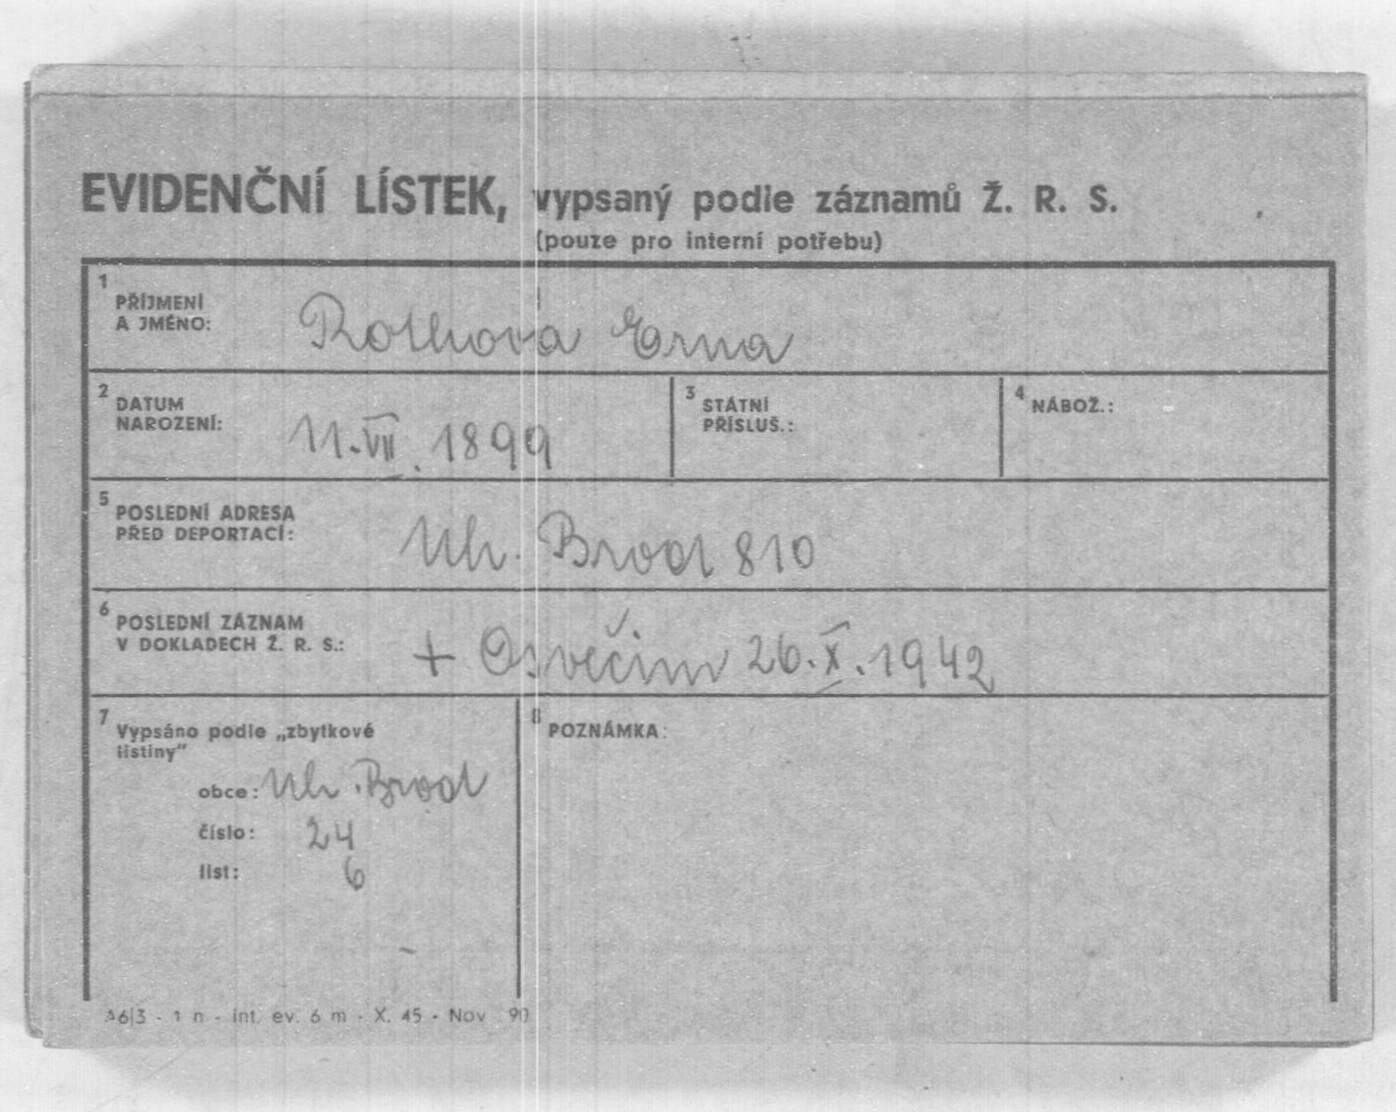 EVIDENČNÍ LÍSTEK, vypsaný podle záznamů Ž. R. S.
(pouze pro interní potřebu)
1 PŘÍJMENÍ
A JMÉNO: Rothova Erna
2 DATUM
NAROZENÍ: 11.VII. 1899
3 STÁTNÍ
PŘÍSLUŠ.:
4 NÁBOŽ.:
5 POSLEDNÍ ADRESA
PŘED DEPORTACÍ: Uh. Brod 810
6 POSLEDNÍ ZÁZNAM
V DOKLADECH Ž. R. S.: + Osvěčim 26.X.1942
7 Vypsáno podle „zbytkové
listiny"
obce: Uh. Brod
číslo: 24
list: 6
8 POZNÁMKA:
A6|3 - 1 n - int. ev. 6 m - X. 45 - Nov 90